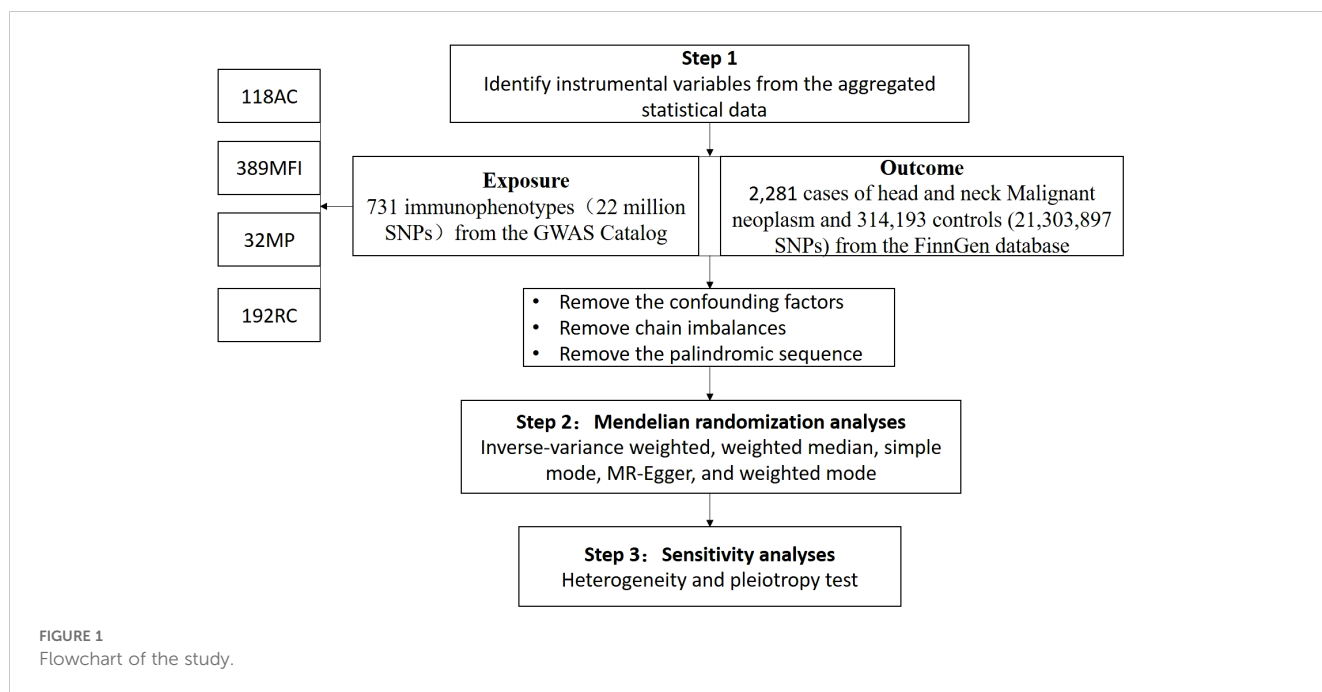 Step 1
Identify instrumental variables from the aggregated
statistical data
118AC
389MFI
32MP
192RC
Exposure
731 immunophenotypes（22 million
SNPs）from the GWAS Catalog
Outcome
2,281 cases of head and neck Malignant
neoplasm and 314,193 controls (21,303,897
SNPs) from the FinnGen database
• Remove the confounding factors
• Remove chain imbalances
• Remove the palindromic sequence
Step 2：Mendelian randomization analyses
Inverse-variance weighted, weighted median, simple
mode, MR-Egger, and weighted mode
Step 3：Sensitivity analyses
Heterogeneity and pleiotropy test
FIGURE 1
Flowchart of the study.